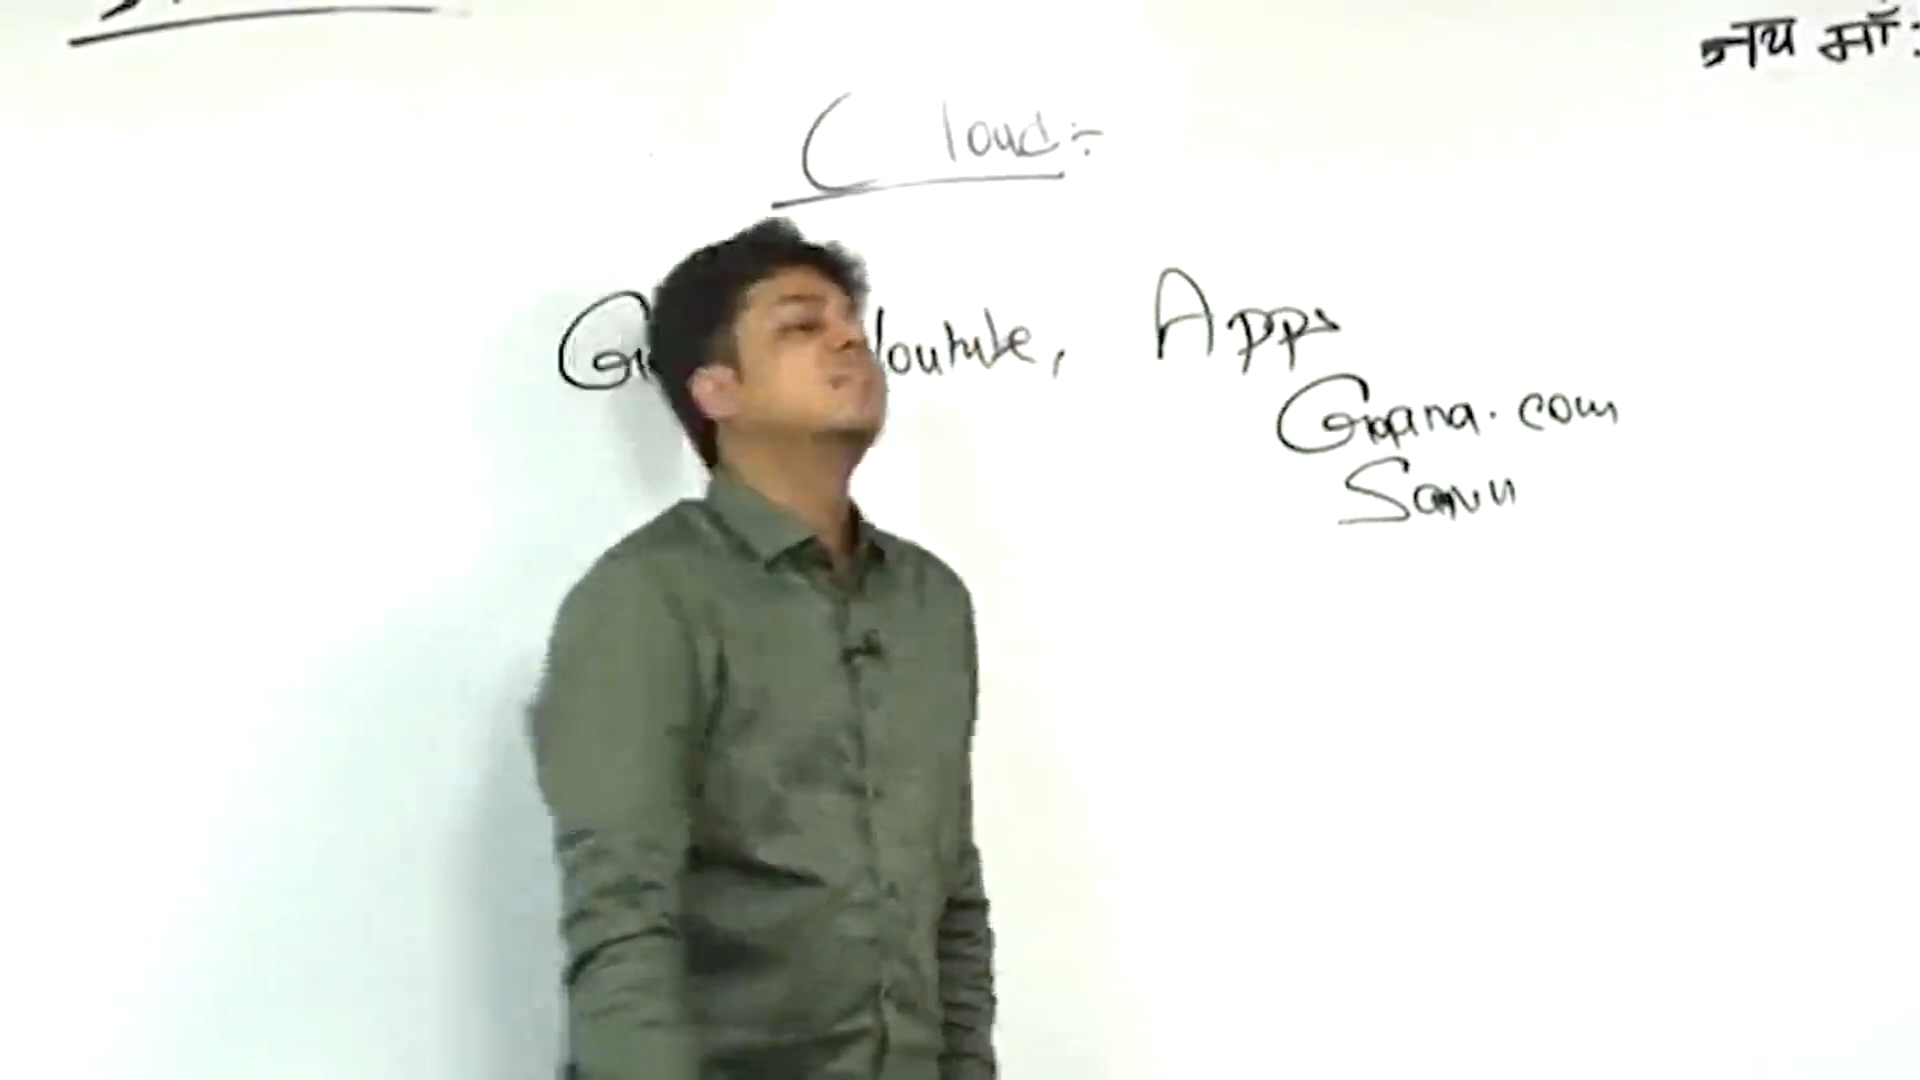 जय माँ
Cloud:-
Youtube, Apps
Gaana.com
Saavn